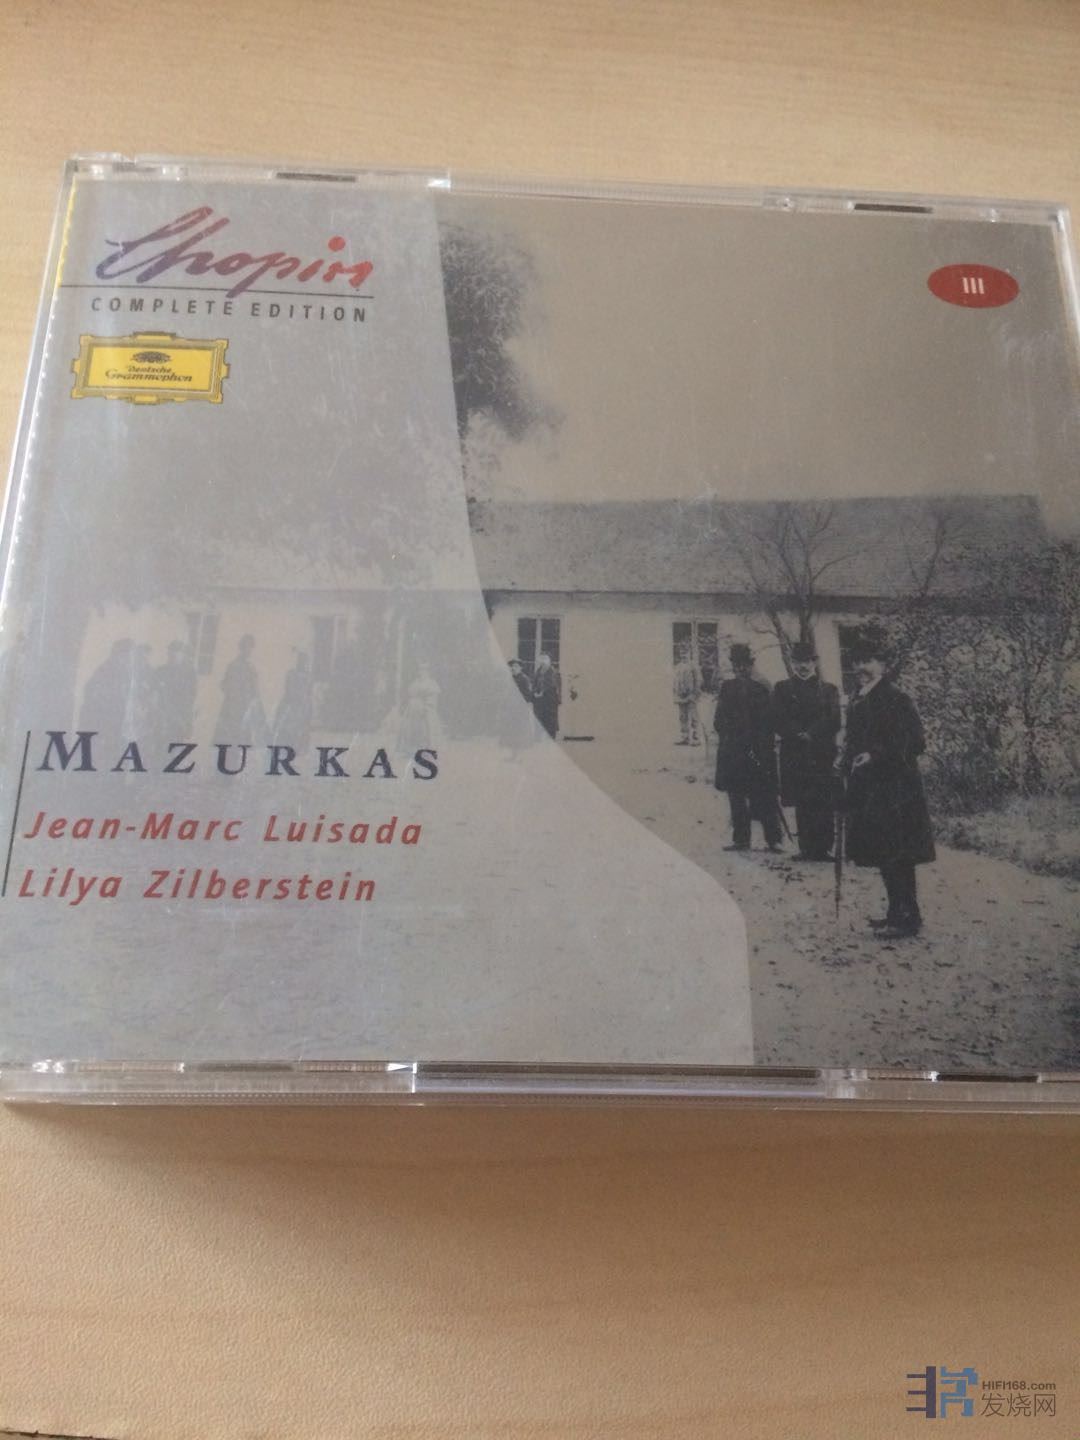 Chopin
COMPLETE EDITION
Deutsche
Grammophon
III
MAZURKAS
Jean-Marc Luisada
Lilya Zilberstein
HIFI168.com
发烧网